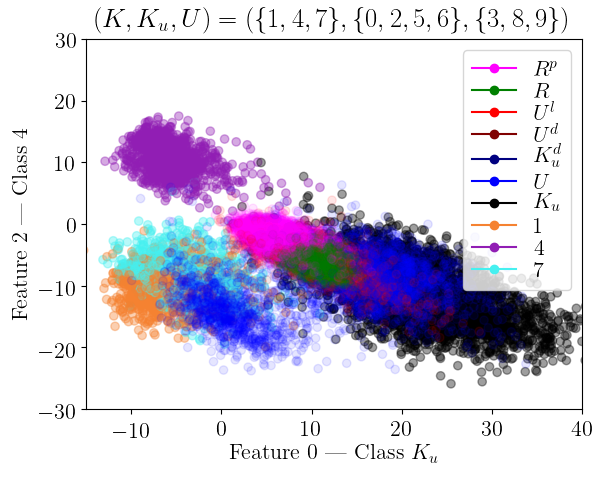 (K, K_u, U) = ({1, 4, 7}, {0, 2, 5, 6}, {3, 8, 9})
30
20
10
0
−10
−20
−30
Feature 2 — Class 4
R^p
R
U^l
U^d
K_u^d
U
K_u
1
4
7
−10
0
10
20
30
40
Feature 0 — Class K_u